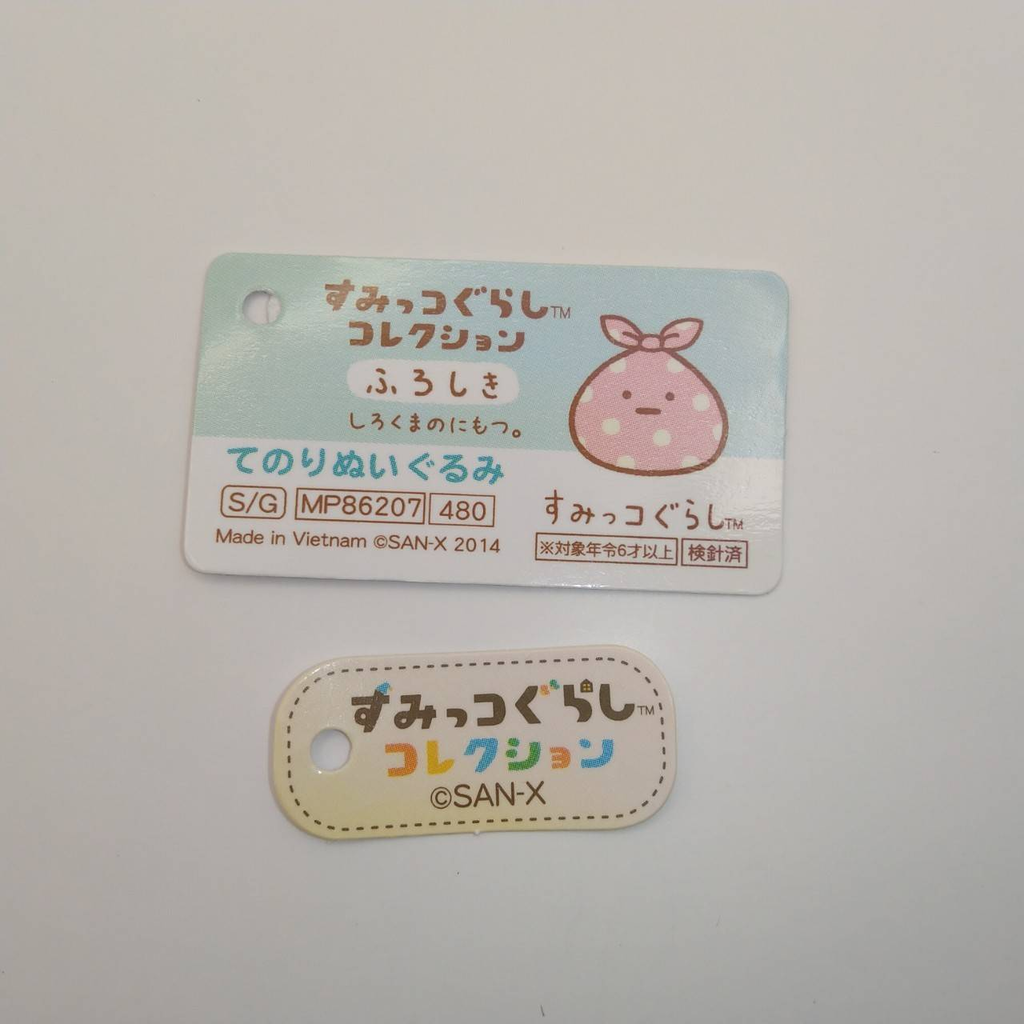 すみっコぐらし™
コレクション
ふろしき
しろくまのにもつ。
てのりぬいぐるみ
S/G MP86207 480
Made in Vietnam ©SAN-X 2014
すみっコぐらし™
※対象年令6才以上 検針済
すみっコぐらし™
コレクション
©SAN-X